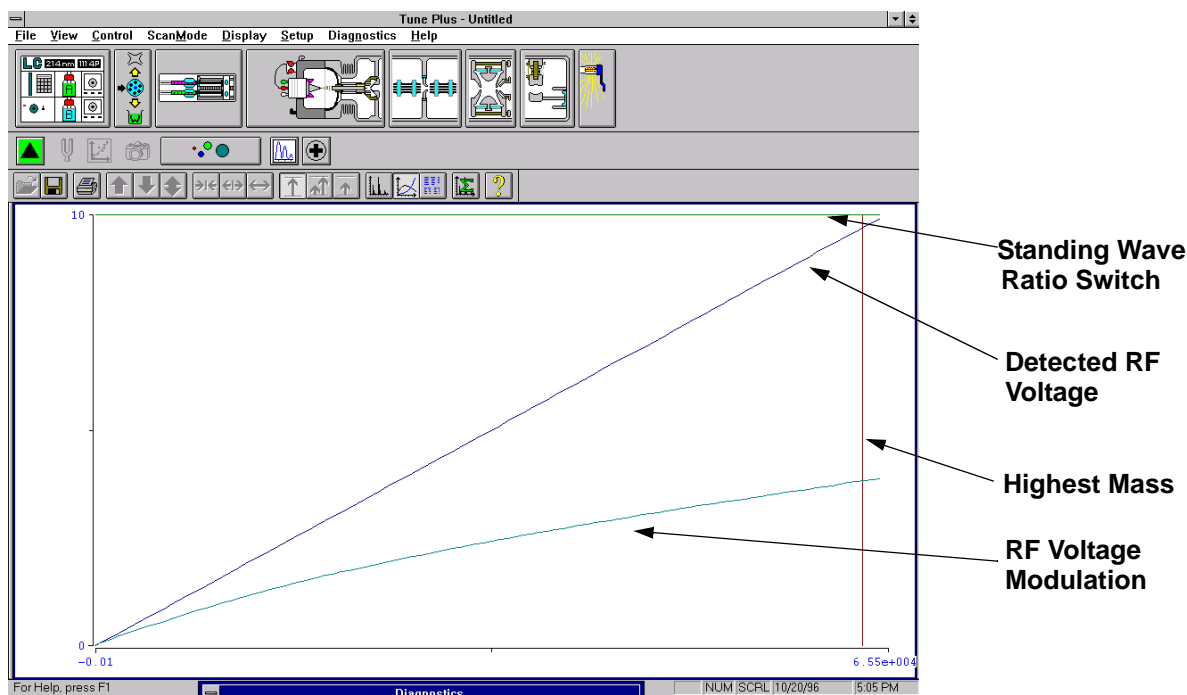 Tune Plus - Untitled
File View Control ScanMode Display Setup Diagnostics Help
LC 214nm 1114P
A
B
10
0
-0.01
6.55e+004
Standing Wave
Ratio Switch
Detected RF
Voltage
Highest Mass
RF Voltage
Modulation
For Help, press F1
Diagnostics
NUM SCRL 10/20/96 5:05 PM